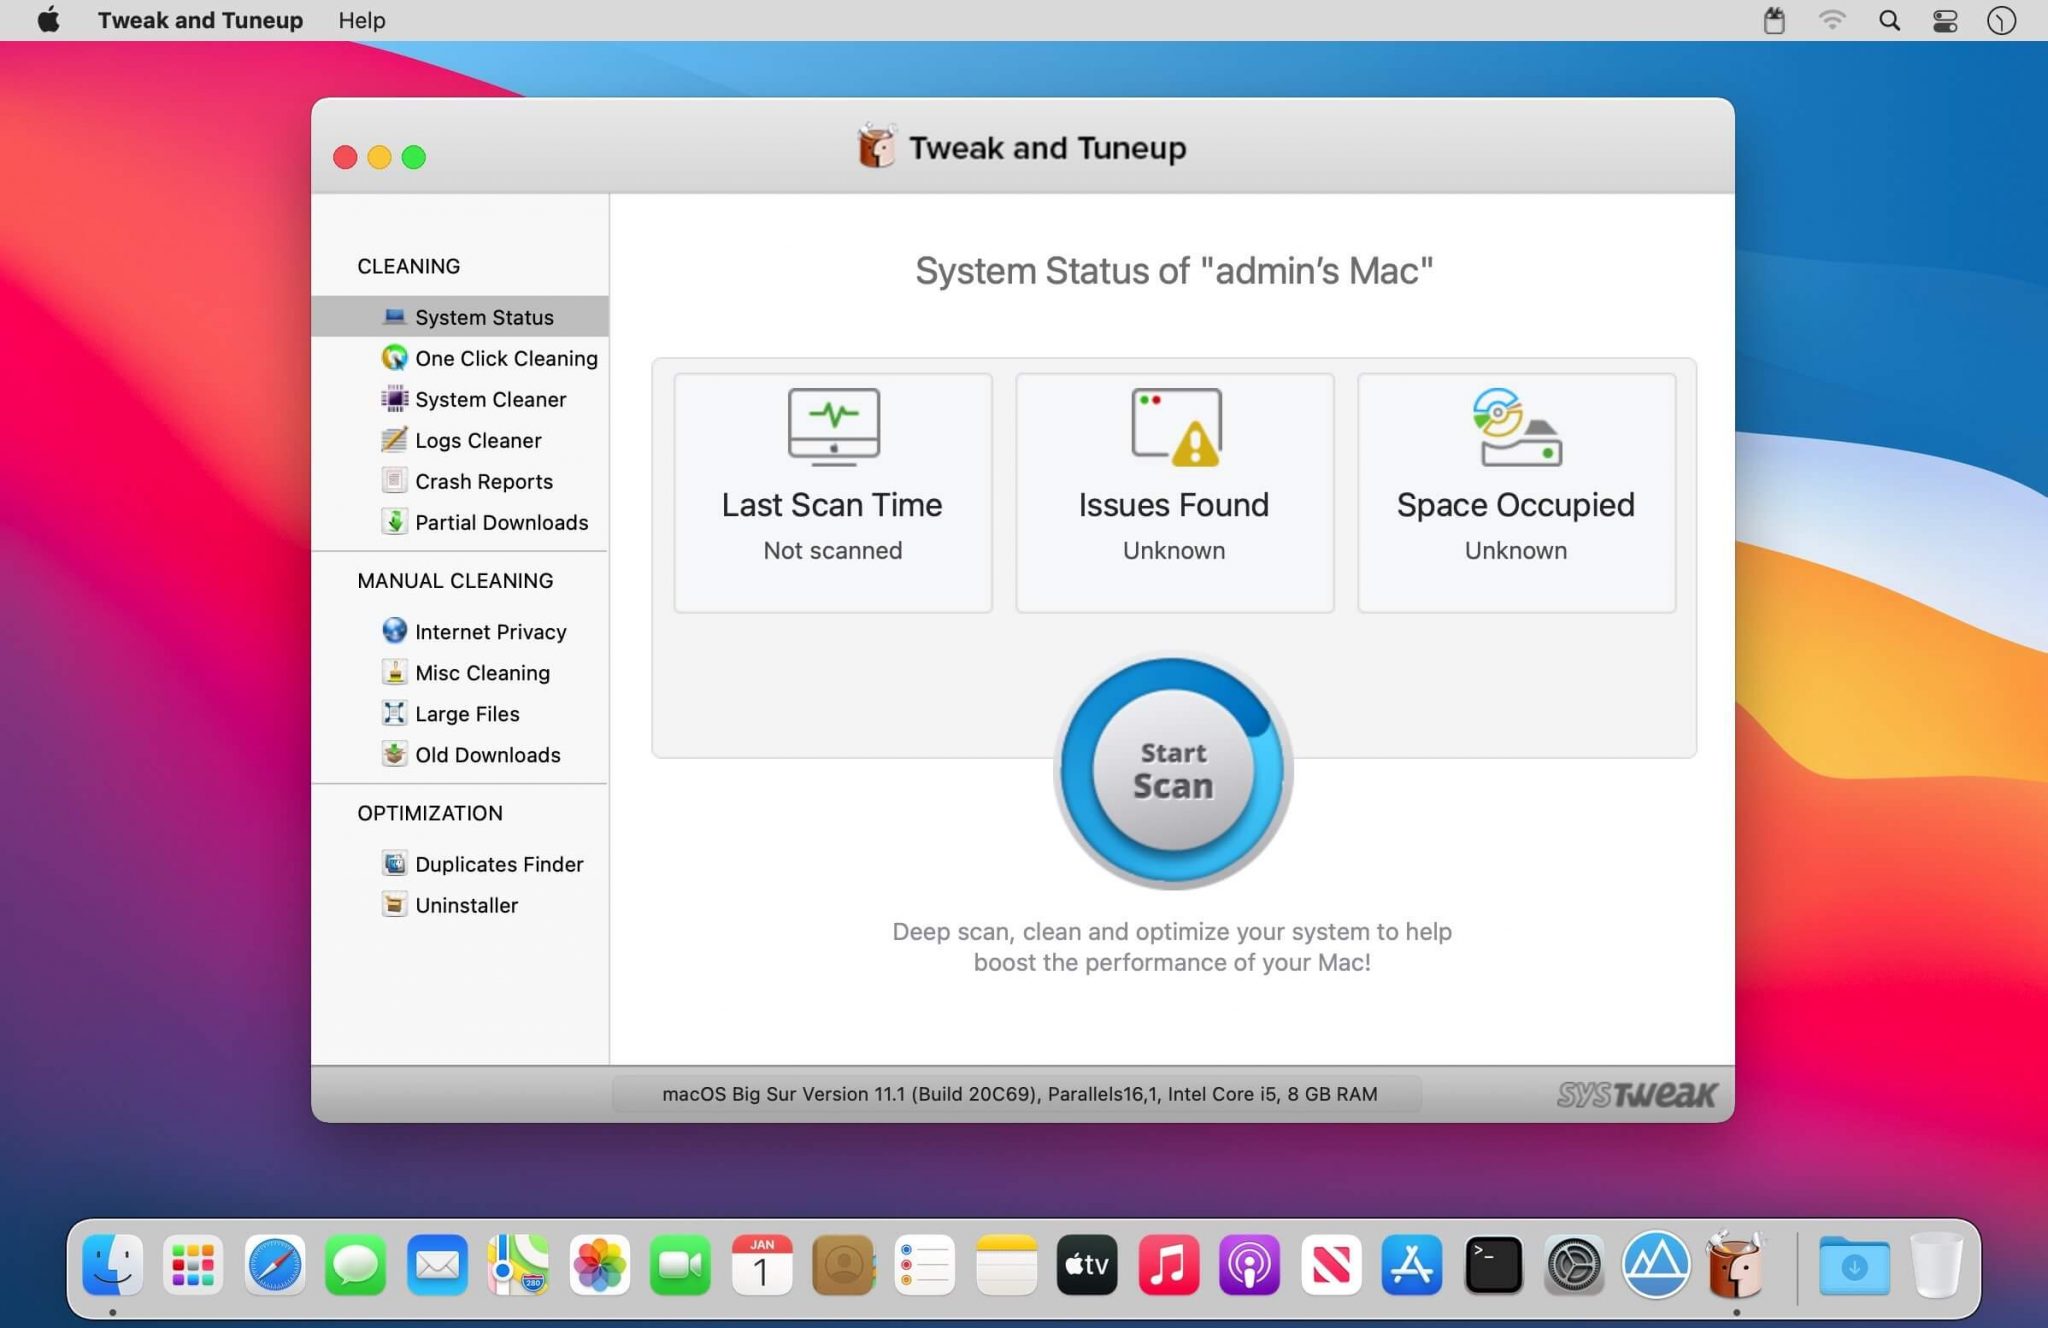 Tweak and Tuneup Help
Tweak and Tuneup
CLEANING
System Status
One Click Cleaning
System Cleaner
Logs Cleaner
Crash Reports
Partial Downloads
MANUAL CLEANING
Internet Privacy
Misc Cleaning
Large Files
Old Downloads
OPTIMIZATION
Duplicates Finder
Uninstaller
System Status of "admin’s Mac"
Last Scan Time
Not scanned
Issues Found
Unknown
Space Occupied
Unknown
Start
Scan
Deep scan, clean and optimize your system to help
boost the performance of your Mac!
macOS Big Sur Version 11.1 (Build 20C69), Parallels16,1, Intel Core i5, 8 GB RAM
SYSTweak
280
JAN
1
tv
>_